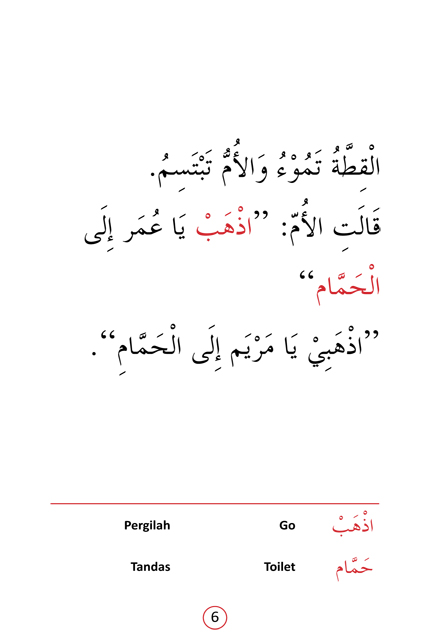 الْقِطَّةُ تَمُوْءُ وَالأُمُّ تَبْتَسِمُ.
قَالَتِ الأُمّ: ”اذْهَبْ يَا عُمَر إِلَى
الْحَمَّام“
”اذْهَبِيْ يَا مَرْيَم إِلَى الْحَمَّامِ“.
اذْهَبْ Go Pergilah
حَمَّام Toilet Tandas
6